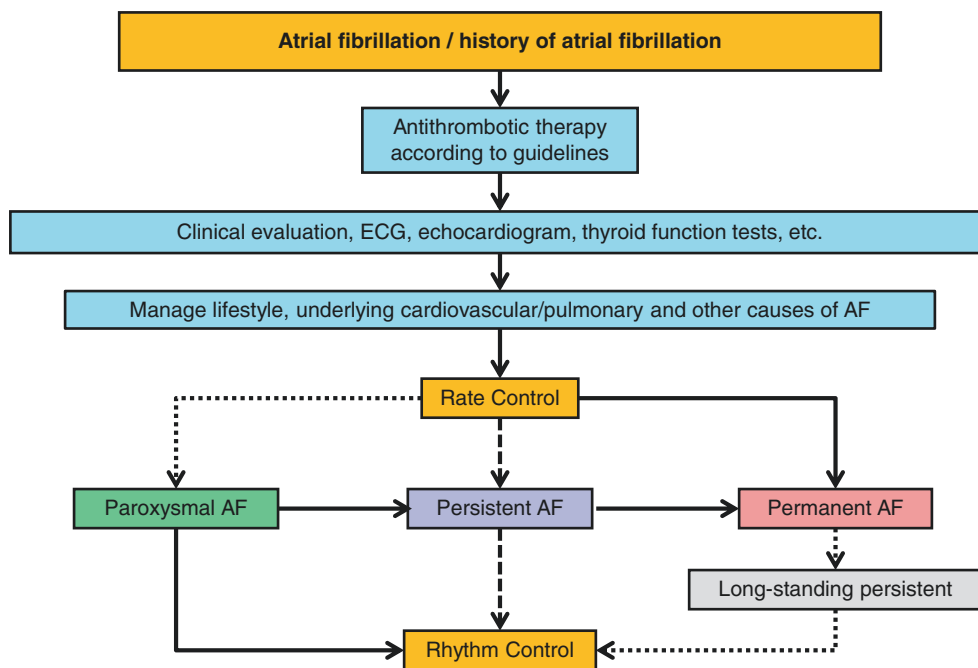 Atrial fibrillation / history of atrial fibrillation
Antithrombotic therapy
according to guidelines
Clinical evaluation, ECG, echocardiogram, thyroid function tests, etc.
Manage lifestyle, underlying cardiovascular/pulmonary and other causes of AF
Rate Control
Paroxysmal AF
Persistent AF
Permanent AF
Long-standing persistent
Rhythm Control